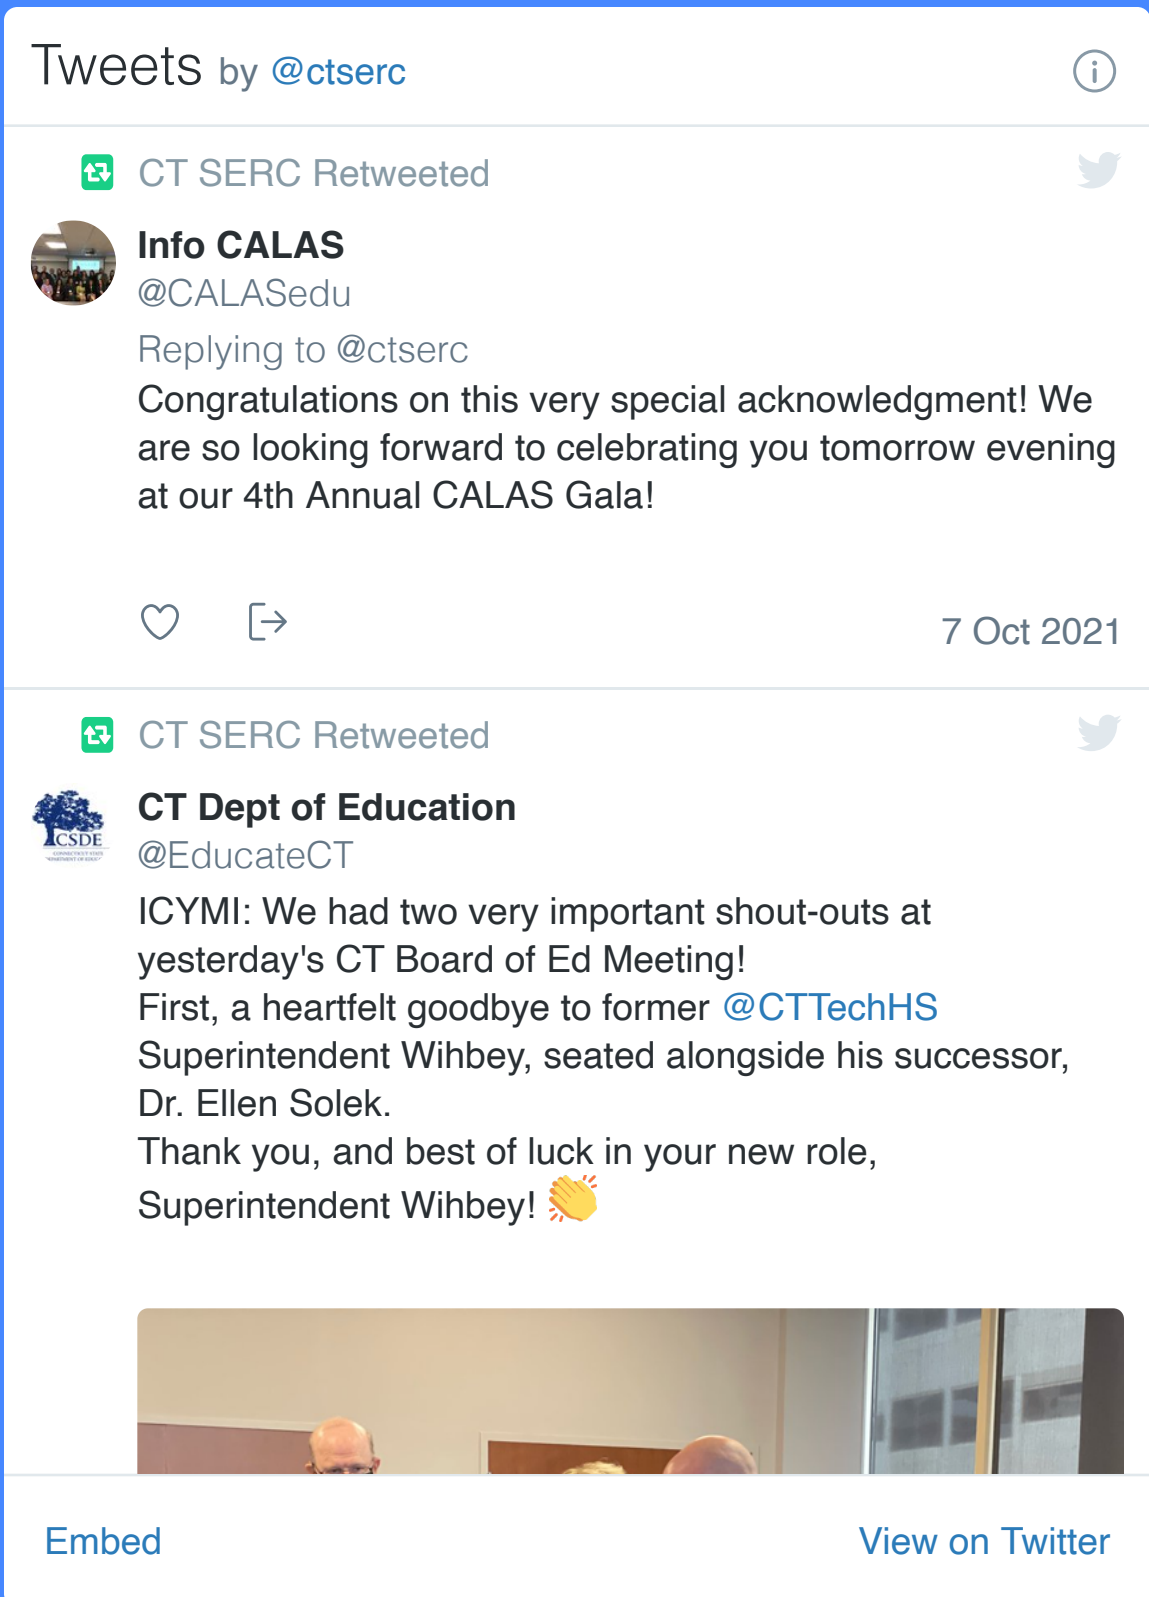 Tweets by @ctserc
CT SERC Retweeted
Info CALAS
@CALASedu
Replying to @ctserc
Congratulations on this very special acknowledgment! We
are so looking forward to celebrating you tomorrow evening
at our 4th Annual CALAS Gala!
7 Oct 2021
CT SERC Retweeted
CSDE
CONNECTICUT STATE
CT Dept of Education
@EducateCT
ICYMI: We had two very important shout-outs at
yesterday's CT Board of Ed Meeting!
First, a heartfelt goodbye to former @CTTechHS
Superintendent Wihbey, seated alongside his successor,
Dr. Ellen Solek.
Thank you, and best of luck in your new role,
Superintendent Wihbey! 👏
Embed
View on Twitter